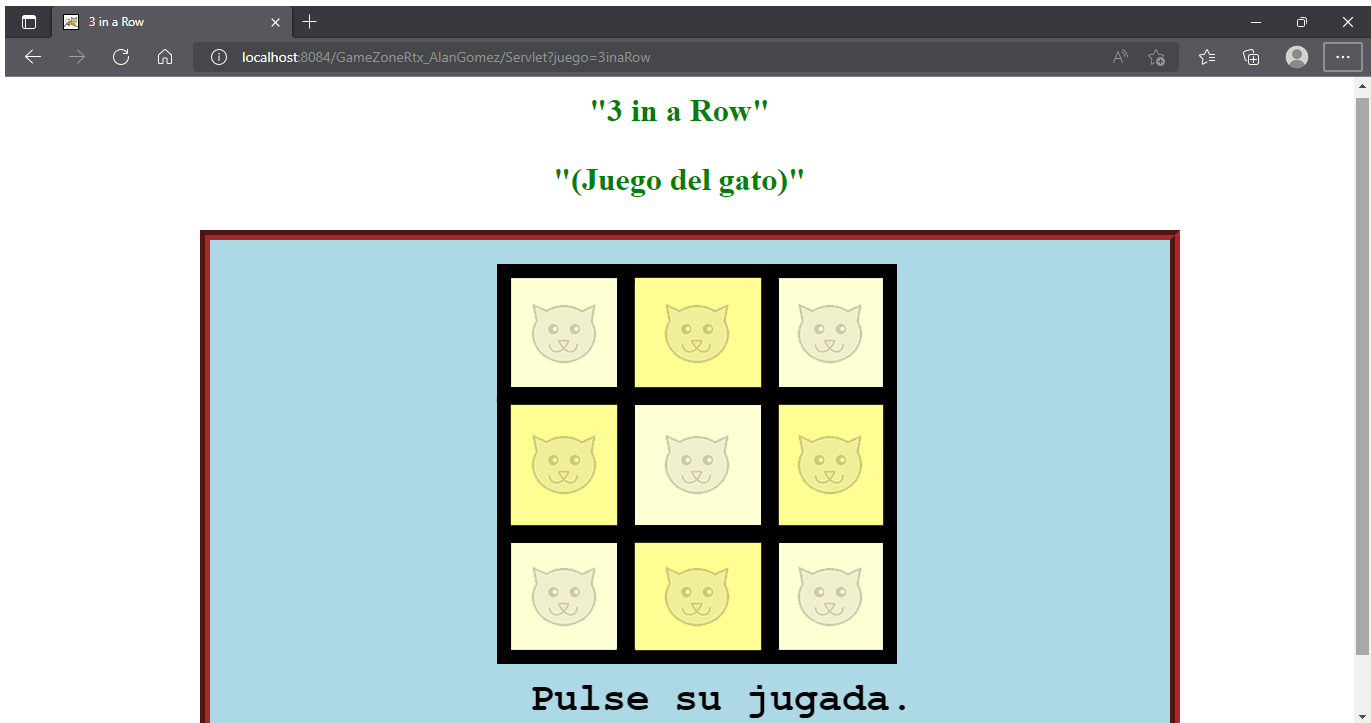 3 in a Row
localhost:8084/GameZoneRtx_AlanGomez/Servlet?juego=3inaRow
"3 in a Row"
"(Juego del gato)"
Pulse su jugada.